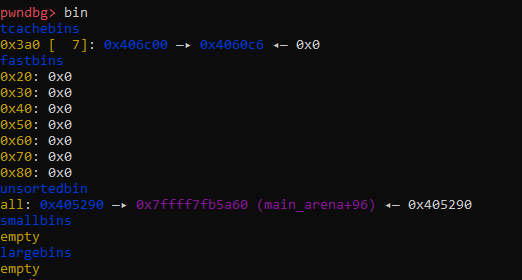 pwndbg> bin
tcachebins
0x3a0 [  7]: 0x406c00 —▸ 0x4060c6 ◂— 0x0
fastbins
0x20: 0x0
0x30: 0x0
0x40: 0x0
0x50: 0x0
0x60: 0x0
0x70: 0x0
0x80: 0x0
unsortedbin
all: 0x405290 —▸ 0x7ffff7fb5a60 (main_arena+96) ◂— 0x405290
smallbins
empty
largebins
empty